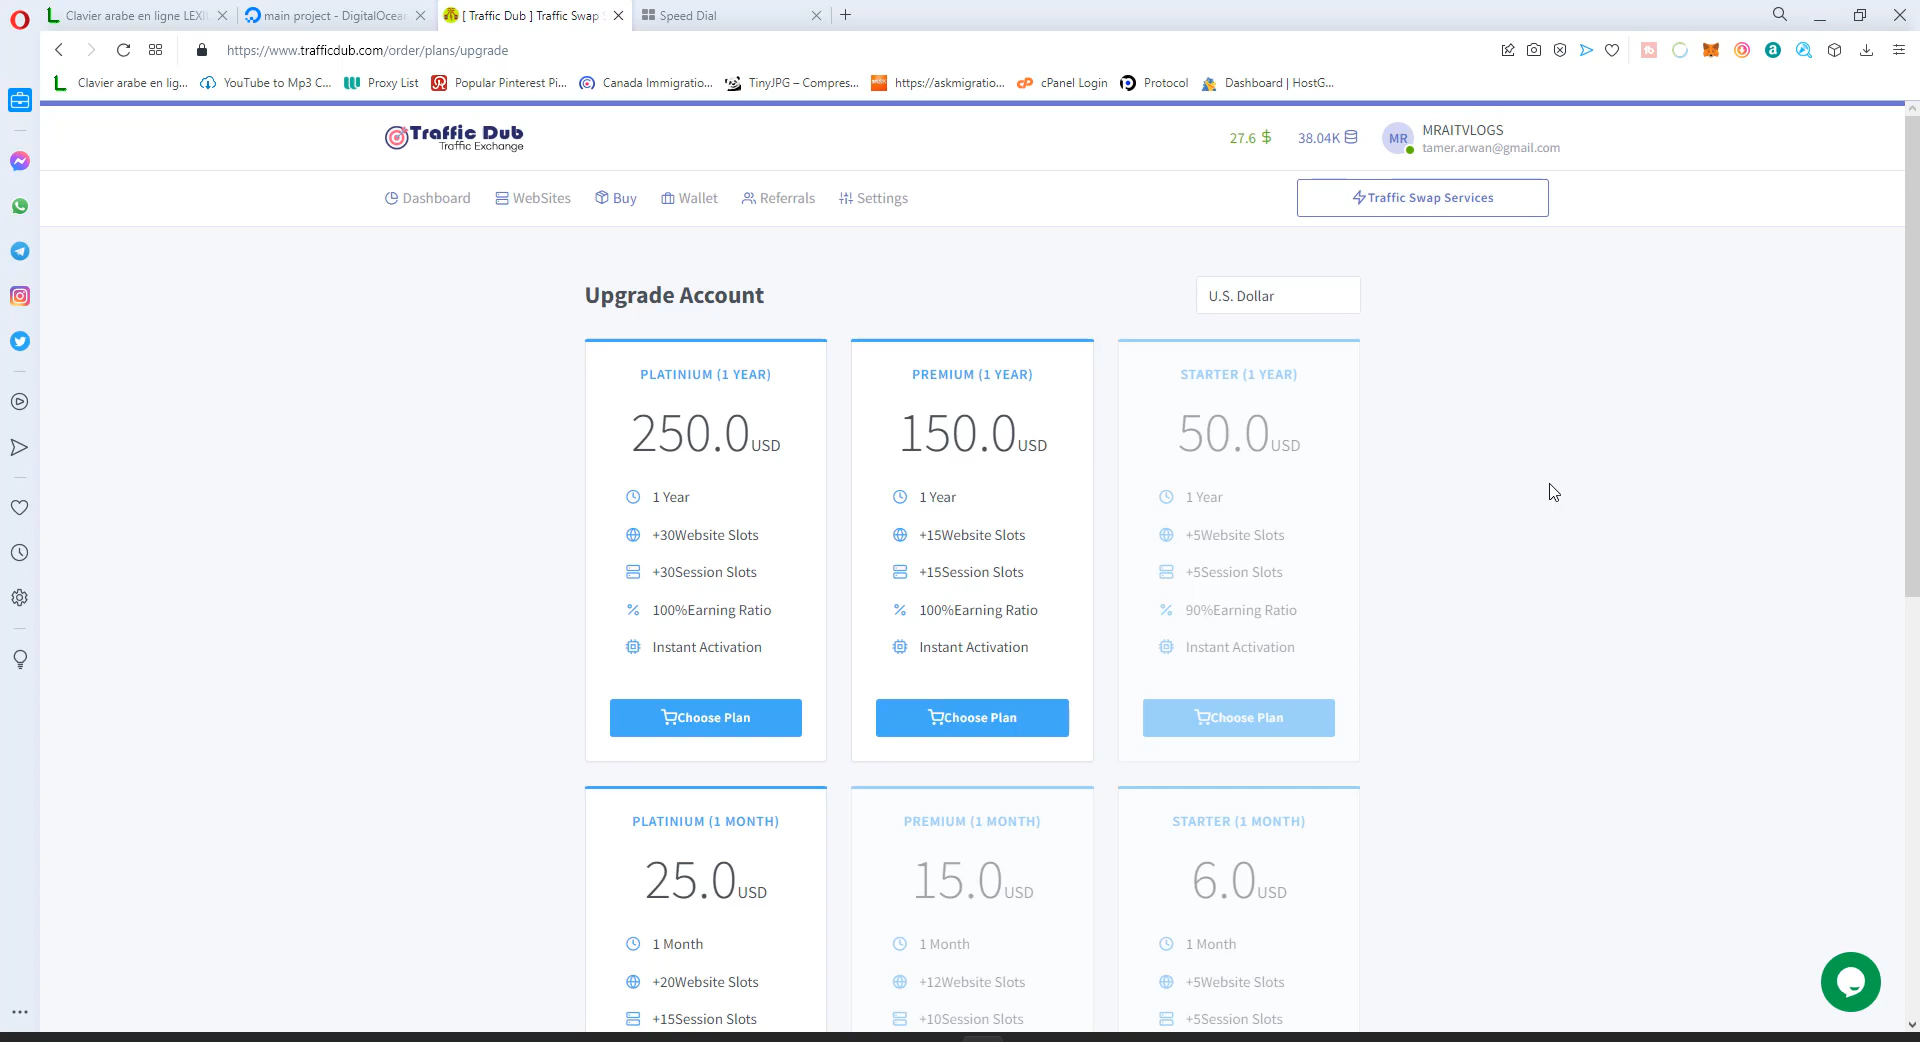 Clavier arabe en ligne LEXI
main project - DigitalOcea
[ Traffic Dub ] Traffic Swap
Speed Dial
https://www.trafficdub.com/order/plans/upgrade
Clavier arabe en lig...
YouTube to Mp3 C...
Proxy List
Popular Pinterest Pi...
Canada Immigratio...
TinyJPG – Compres...
https://askmigratio...
cPanel Login
Protocol
Dashboard | HostG...
Traffic Dub
Traffic Exchange
27.6 $
38.04K
MR
MRAITVLOGS
tamer.arwan@gmail.com
Dashboard
WebSites
Buy
Wallet
Referrals
Settings
Traffic Swap Services
Upgrade Account
U.S. Dollar
PLATINIUM (1 YEAR)
250.0USD
1 Year
+30Website Slots
+30Session Slots
100%Earning Ratio
Instant Activation
Choose Plan
PREMIUM (1 YEAR)
150.0USD
1 Year
+15Website Slots
+15Session Slots
100%Earning Ratio
Instant Activation
Choose Plan
STARTER (1 YEAR)
50.0USD
1 Year
+5Website Slots
+5Session Slots
90%Earning Ratio
Instant Activation
Choose Plan
PLATINIUM (1 MONTH)
25.0USD
1 Month
+20Website Slots
+15Session Slots
PREMIUM (1 MONTH)
15.0USD
1 Month
+12Website Slots
+10Session Slots
STARTER (1 MONTH)
6.0USD
1 Month
+5Website Slots
+5Session Slots